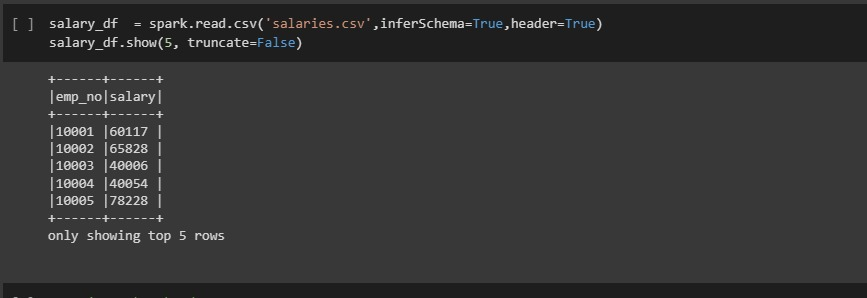 [ ] salary_df  = spark.read.csv('salaries.csv',inferSchema=True,header=True)
salary_df.show(5, truncate=False)
+------+------+
|emp_no|salary|
+------+------+
|10001 |60117 |
|10002 |65828 |
|10003 |40006 |
|10004 |40054 |
|10005 |78228 |
+------+------+
only showing top 5 rows